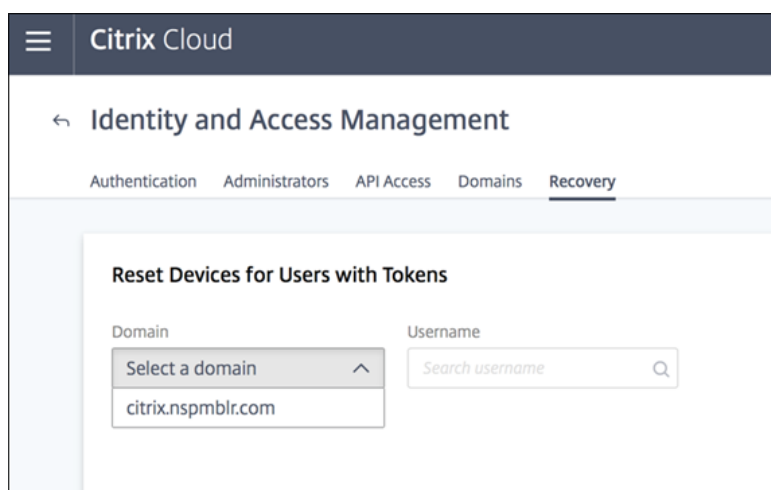 Citrix Cloud
Identity and Access Management
Authentication Administrators API Access Domains Recovery
Reset Devices for Users with Tokens
Domain Username
Select a domain Search username
citrix.nspmblr.com